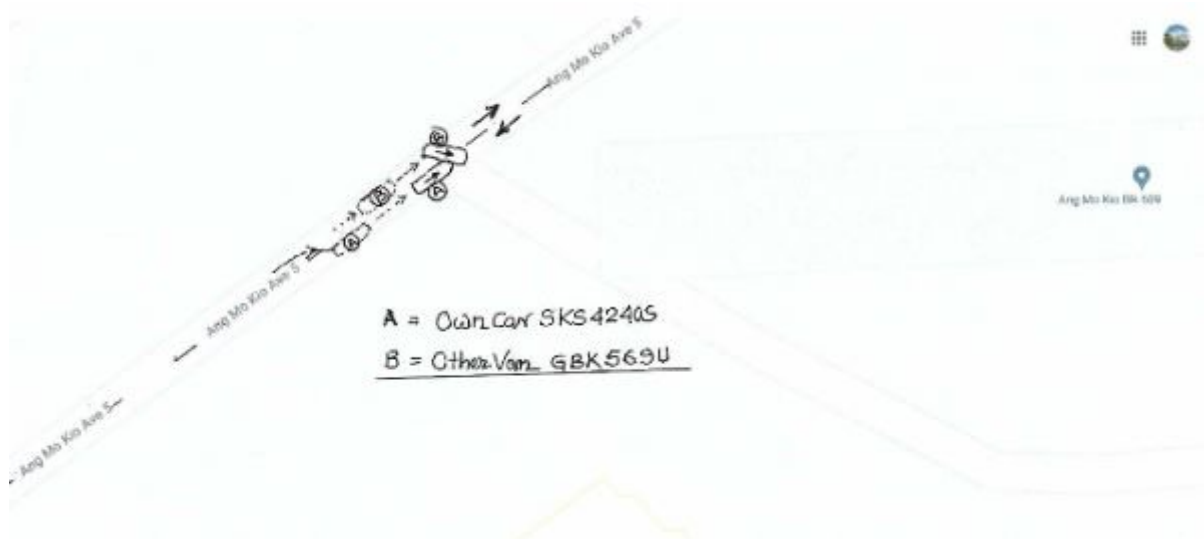 Ang Mo Kio Ave 5
B
A
B
A
Ang Mo Kio Blk 609
Ang Mo Kio Ave 5
A = Own Car SKS4240S
B = Other Van GBK569U
Ang Mo Kio Ave 5